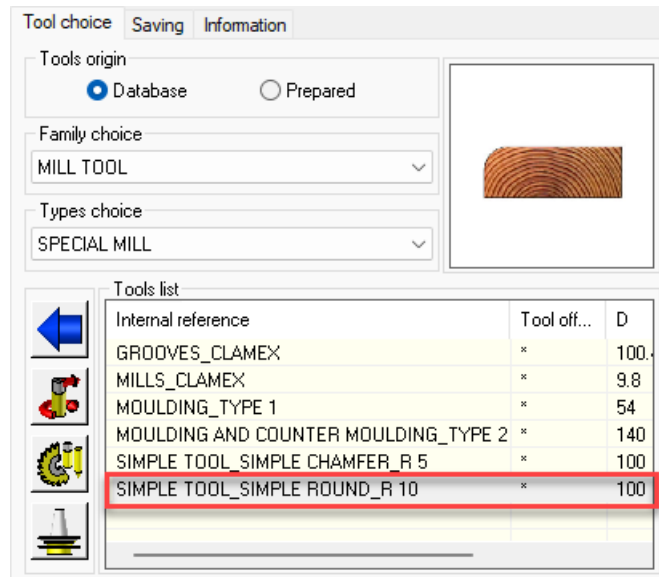 Tool choice Saving Information
Tools origin
Database Prepared
Family choice
MILL TOOL
Types choice
SPECIAL MILL
Tools list
Internal reference Tool off... D
GROOVES_CLAMEX * 100.
MILLS_CLAMEX * 9.8
MOULDING_TYPE 1 * 54
MOULDING AND COUNTER MOULDING_TYPE 2 * 140
SIMPLE TOOL_SIMPLE CHAMFER_R 5 * 100
SIMPLE TOOL_SIMPLE ROUND_R 10 * 100